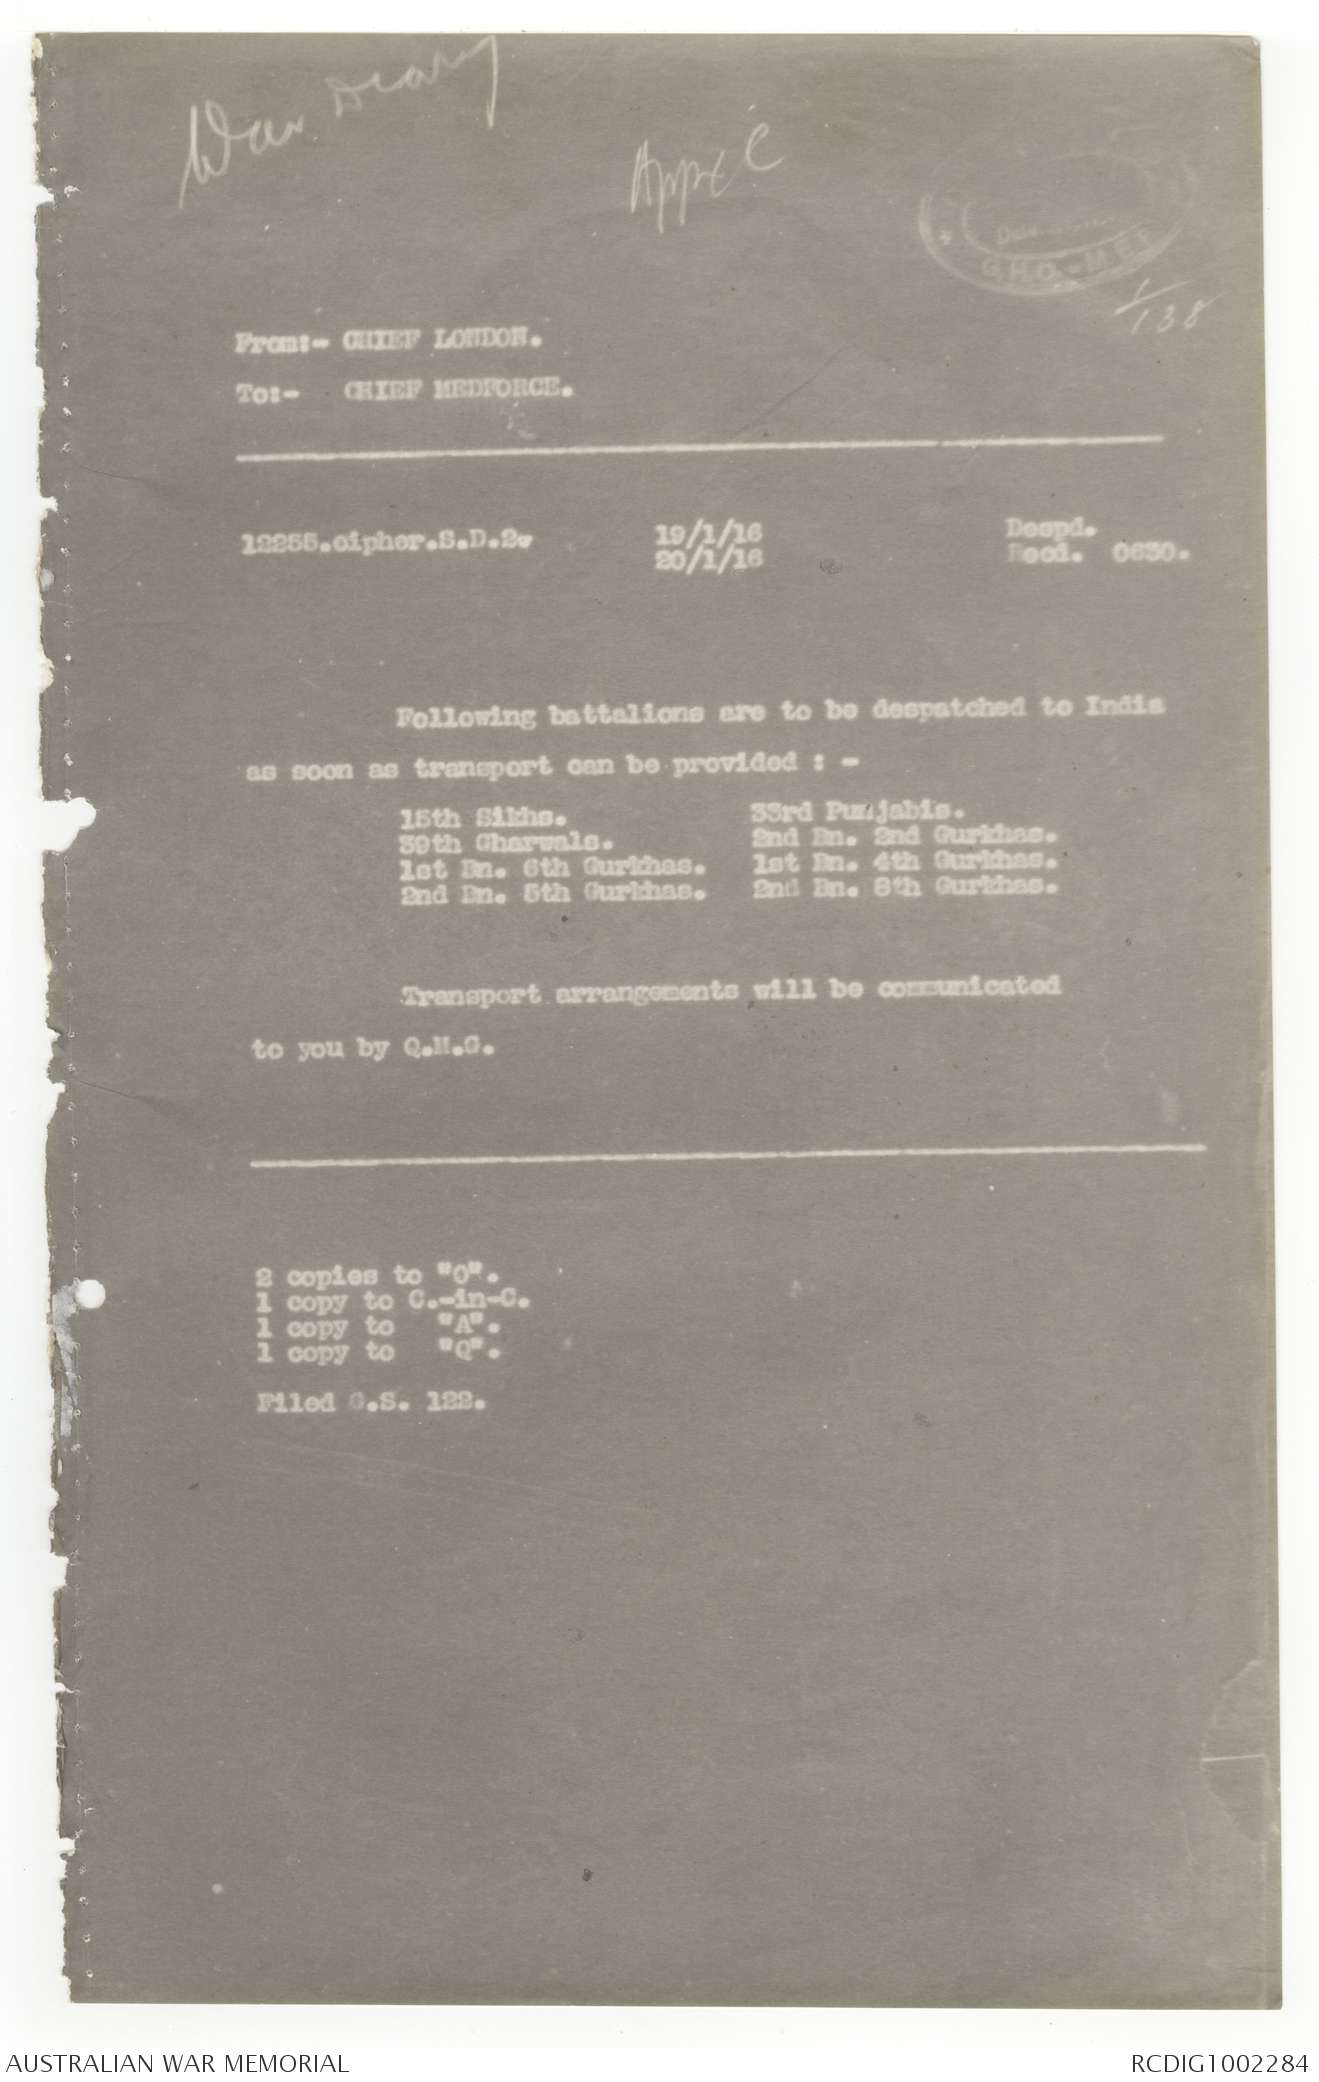 War Diary
Appx C
Date
G.H.Q. - M.E.F.
1/138
From:- CHIEF LONDON.
To:- CHIEF MEDFORCE.
12255.cipher.S.D.2. 19/1/16 Despd.
20/1/16 Recd. 0630.
Following battalions are to be despatched to India
as soon as transport can be provided : -
15th Sikhs. 33rd Punjabis.
39th Gharwals. 2nd Bn. 2nd Gurkhas.
1st Bn. 6th Gurkhas. 1st Bn. 4th Gurkhas.
2nd Bn. 5th Gurkhas. 2nd Bn. 8th Gurkhas.
Transport arrangements will be communicated
to you by Q.M.G.
2 copies to "O".
1 copy to C.-in-C.
1 copy to "A".
1 copy to "Q".
Filed G.S. 122.
AUSTRALIAN WAR MEMORIAL RCDIG1002284